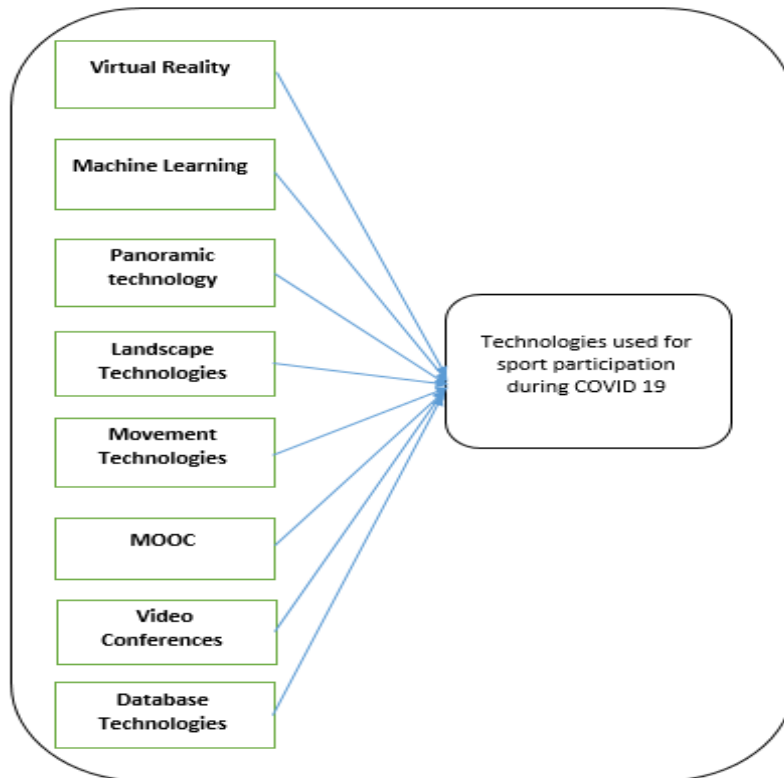 Virtual Reality
Machine Learning
Panoramic
technology
Landscape
Technologies
Movement
Technologies
MOOC
Video
Conferences
Database
Technologies
Technologies used for
sport participation
during COVID 19